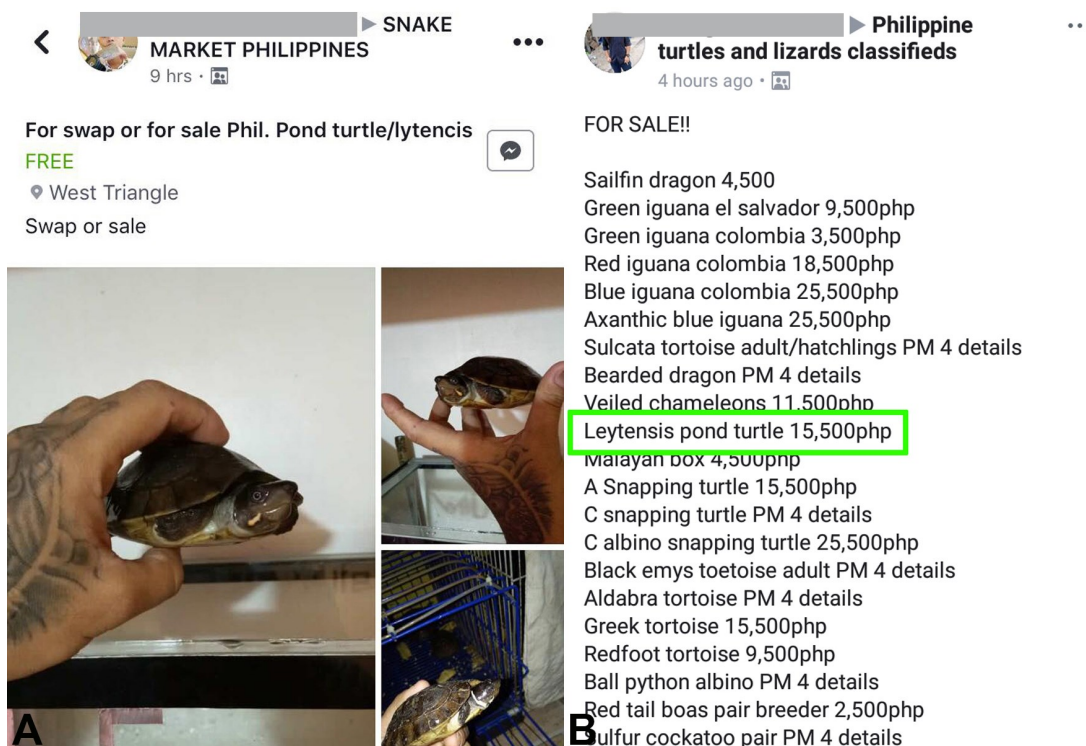 SNAKE
MARKET PHILIPPINES
9 hrs ·
For swap or for sale Phil. Pond turtle/lytencis
FREE
West Triangle
Swap or sale
A
Philippine
turtles and lizards classifieds
4 hours ago ·
FOR SALE!!
Sailfin dragon 4,500
Green iguana el salvador 9,500php
Green iguana colombia 3,500php
Red iguana colombia 18,500php
Blue iguana colombia 25,500php
Axanthic blue iguana 25,500php
Sulcata tortoise adult/hatchlings PM 4 details
Bearded dragon PM 4 details
Veiled chameleons 11,500php
Leytensis pond turtle 15,500php
Malayan box 4,500php
A Snapping turtle 15,500php
C snapping turtle PM 4 details
C albino snapping turtle 25,500php
Black emys toetoise adult PM 4 details
Aldabra tortoise PM 4 details
Greek tortoise 15,500php
Redfoot tortoise 9,500php
Ball python albino PM 4 details
Red tail boas pair breeder 2,500php
Sulfur cockatoo pair PM 4 details
B